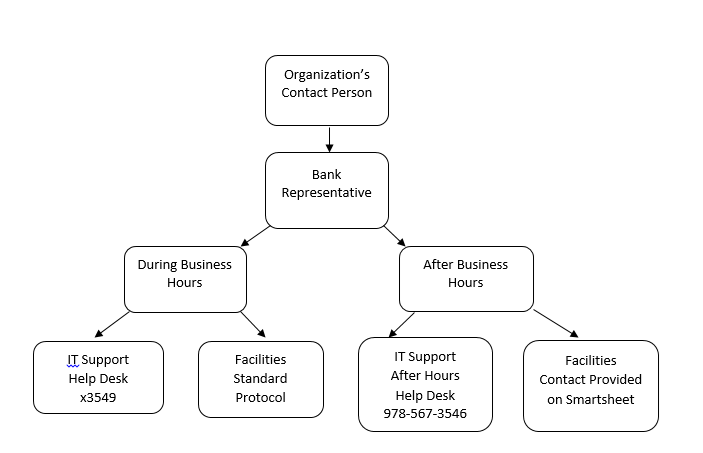 Organization's
Contact Person
Bank
Representative
During Business
Hours
After Business
Hours
IT Support
Help Desk
x3549
Facilities
Standard
Protocol
IT Support
After Hours
Help Desk
978-567-3546
Facilities
Contact Provided
on Smartsheet